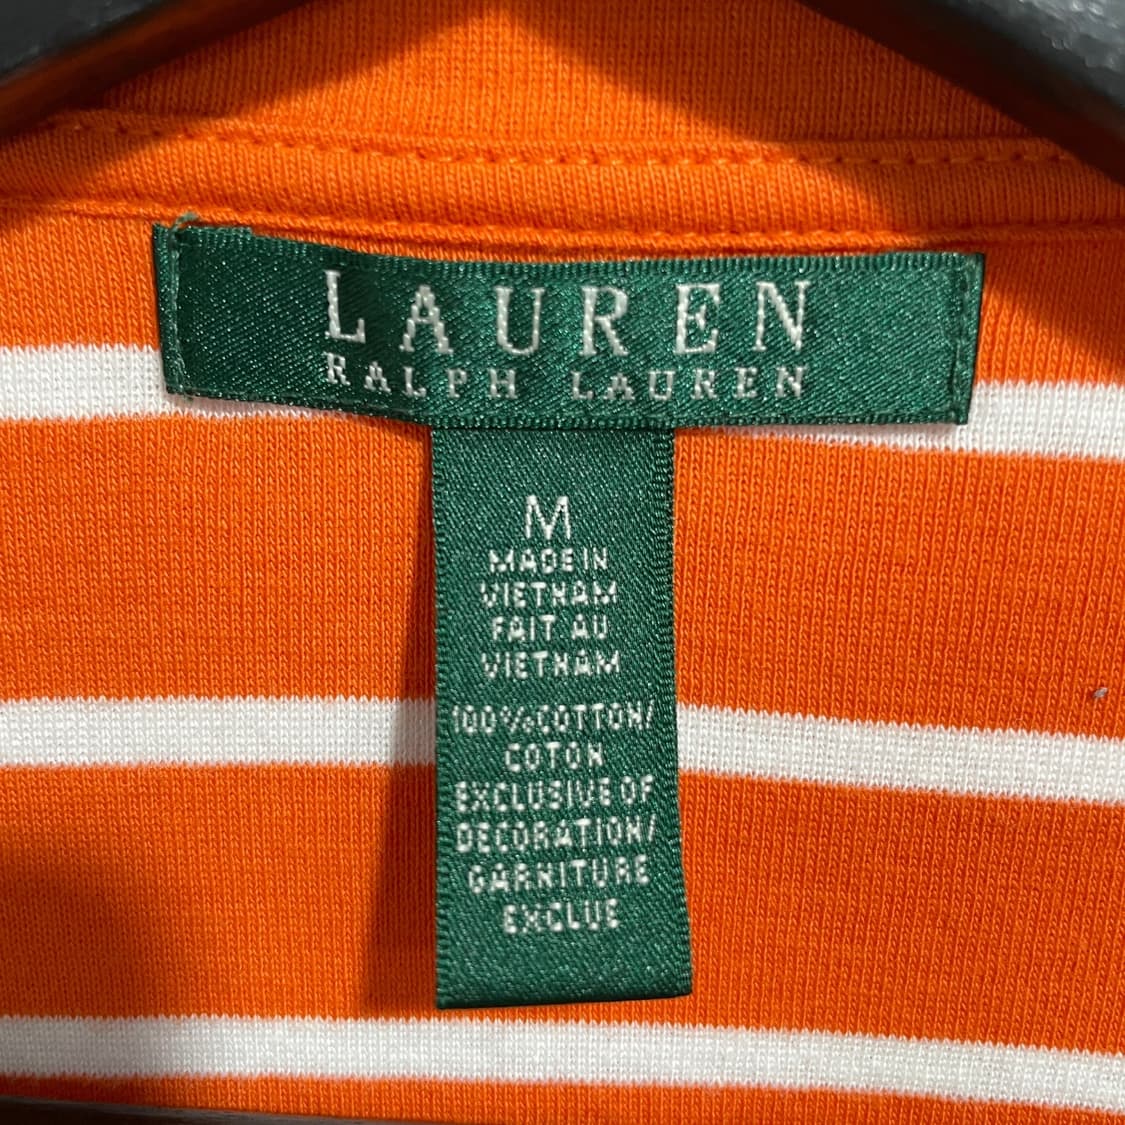 LAUREN
RALPH LAUREN
M
MADE IN
VIETNAM
FAIT AU
VIETNAM
100%COTTON/
COTON
EXCLUSIVE OF
DECORATION/
GARNITURE
EXCLUE